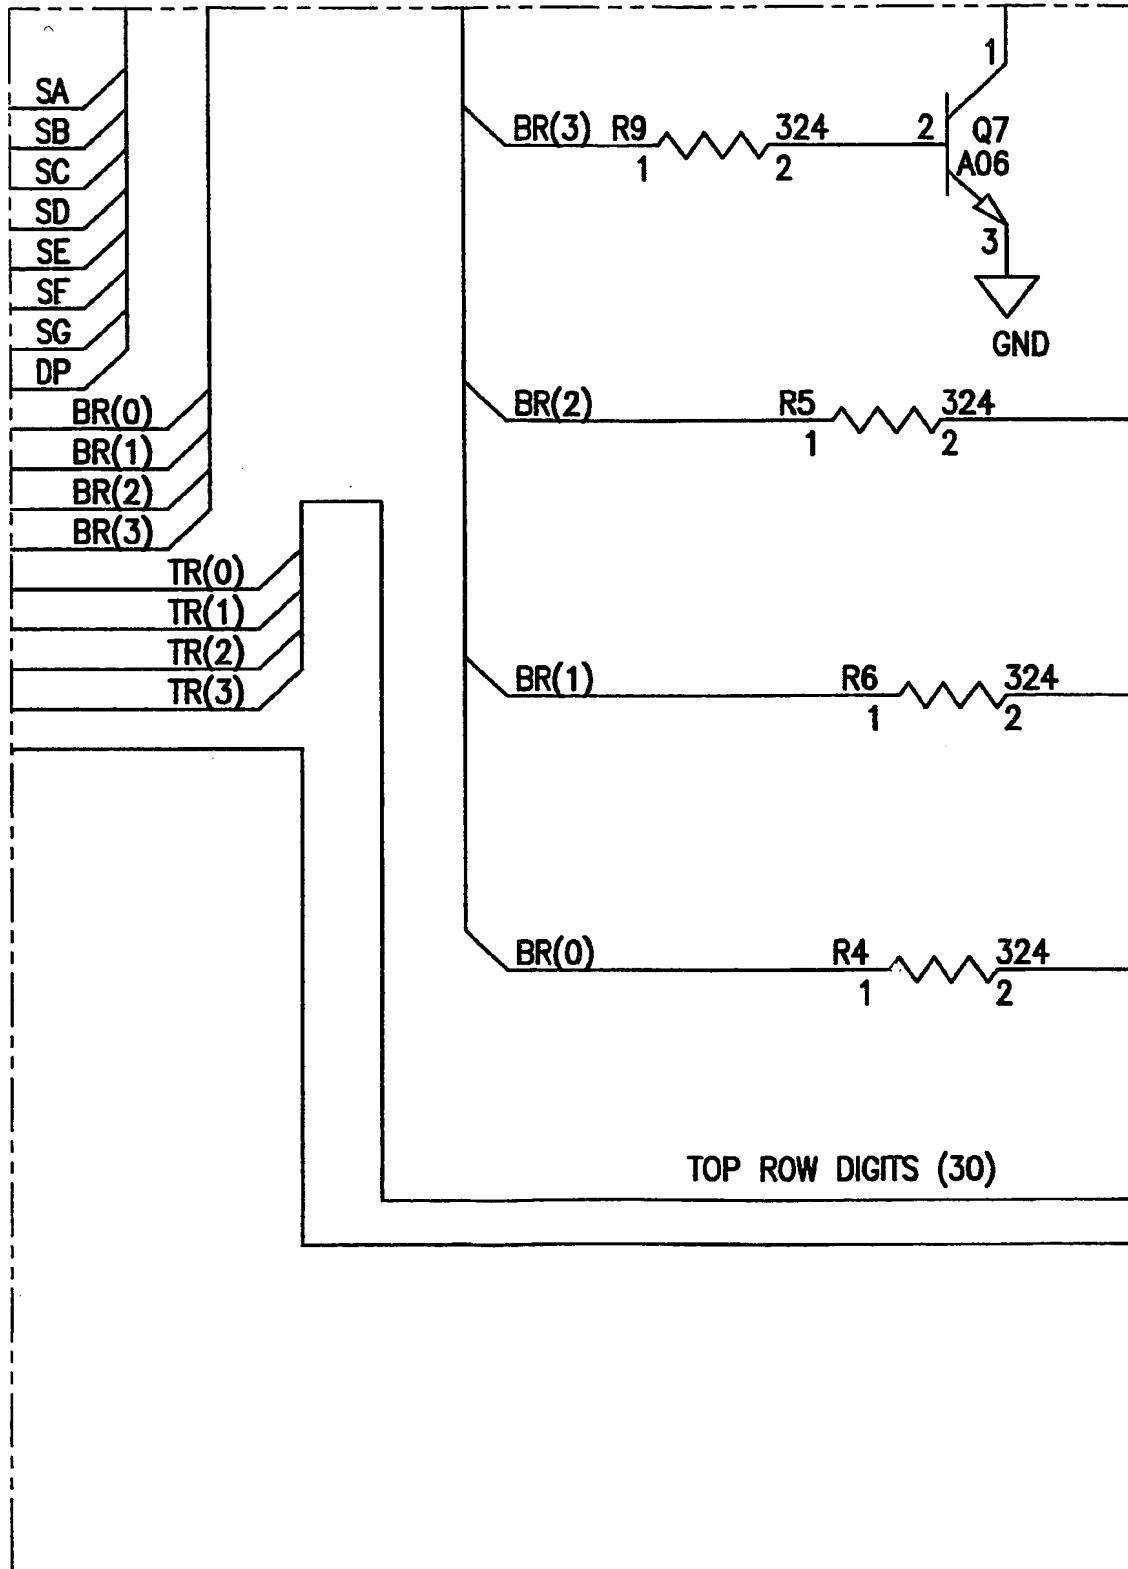 1
SA
SB
BR(3) R9 324 2 Q7
1 2 A06
SC
SD
SE
3
SF
SG
GND
DP
BR(0) BR(2) R5 324
1 2
BR(1)
BR(2)
BR(3)
TR(0)
TR(1)
TR(2)
TR(3)
BR(1) R6 324
1 2
BR(0) R4 324
1 2
TOP ROW DIGITS (30)